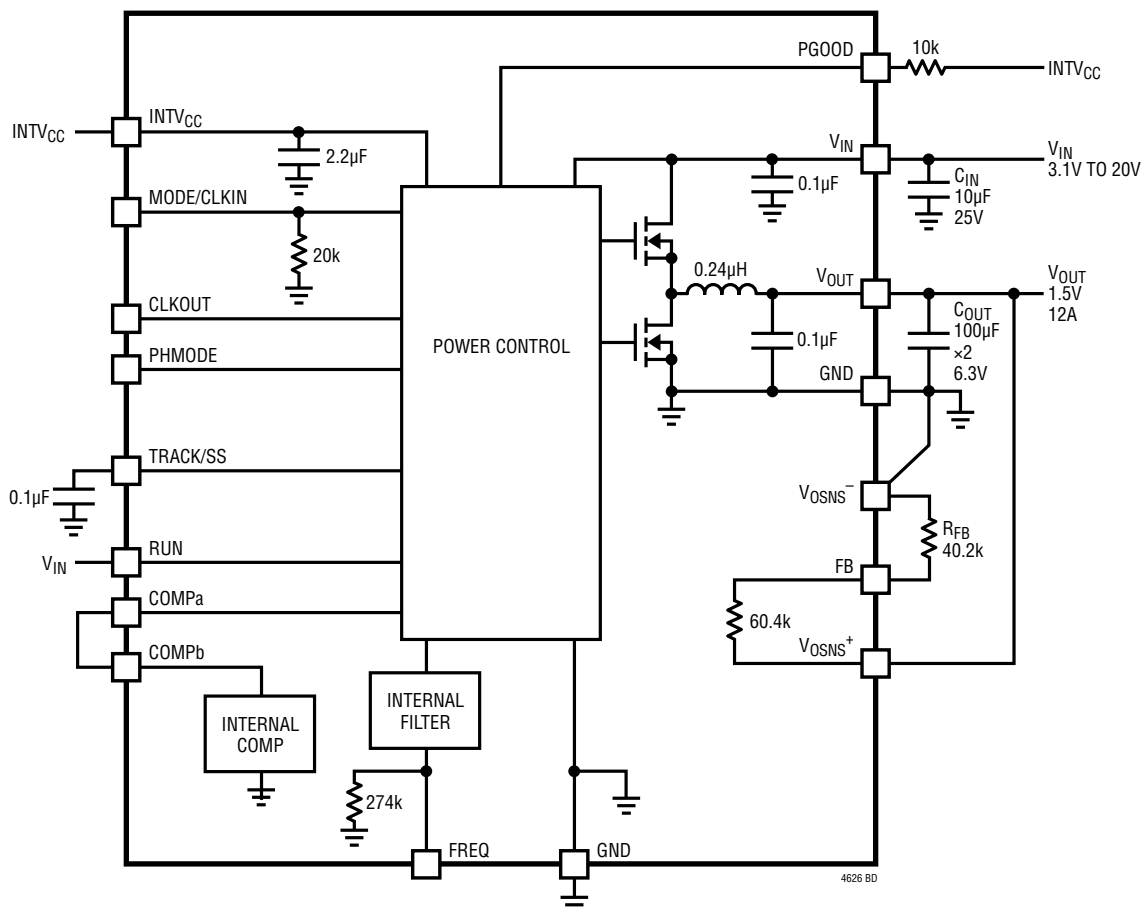 PGOOD
10k
INTVCC
INTVCC
INTVCC
2.2µF
VIN
0.1µF
CIN
10µF
25V
VIN
3.1V TO 20V
MODE/CLKIN
20k
0.24µH
VOUT
VOUT
1.5V
12A
CLKOUT
POWER CONTROL
0.1µF
COUT
100µF
×2
6.3V
PHMODE
GND
TRACK/SS
0.1µF
VOSNS–
RFB
40.2k
RUN
VIN
FB
COMPa
60.4k
COMPb
VOSNS+
INTERNAL
COMP
INTERNAL
FILTER
274k
FREQ
GND
4626 BD